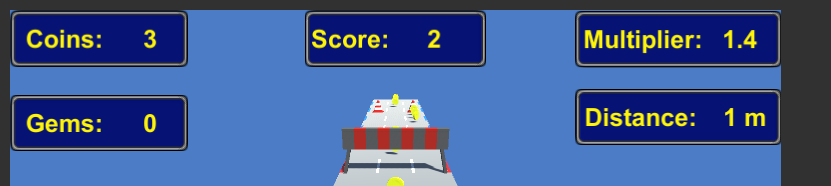 Coins: 3
Score: 2
Multiplier: 1.4
Gems: 0
Distance: 1 m